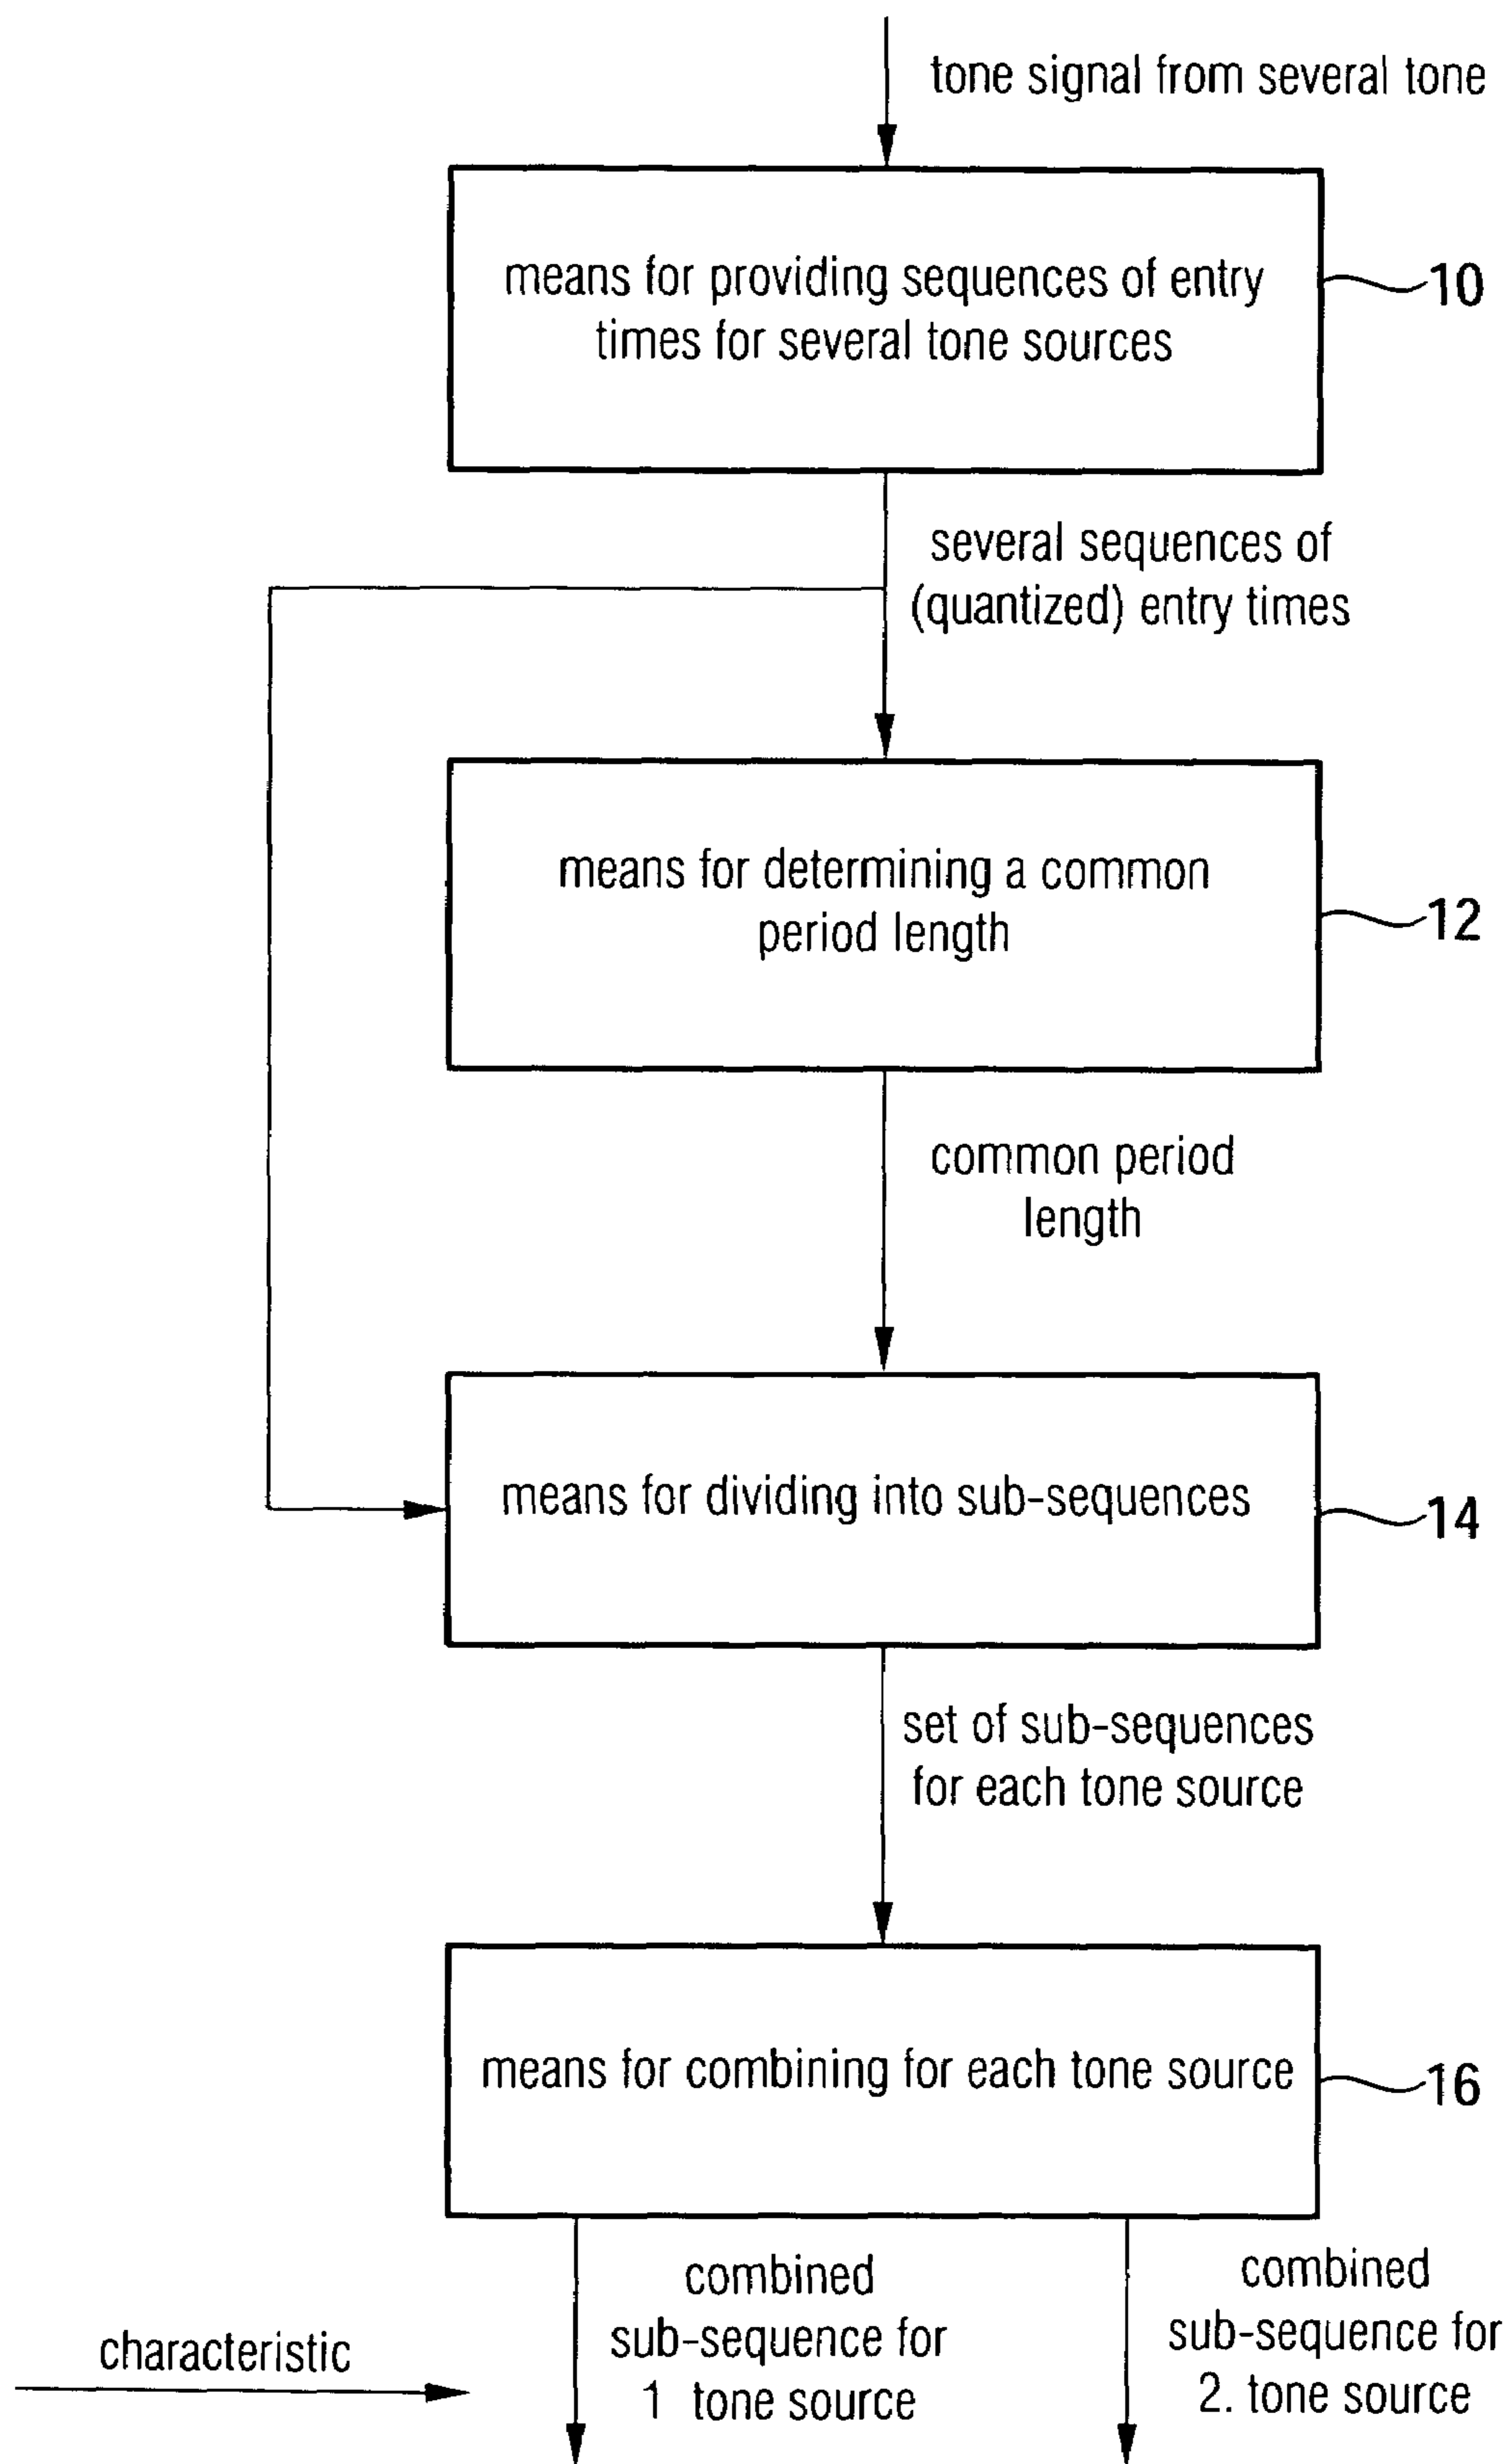 tone signal from several tone
means for providing sequences of entry
times for several tone sources
10
several sequences of
(quantized) entry times
means for determining a common
period length
12
common period
length
means for dividing into sub-sequences
14
set of sub-sequences
for each tone source
means for combining for each tone source
16
characteristic
combined
sub-sequence for
1 tone source
combined
sub-sequence for
2. tone source